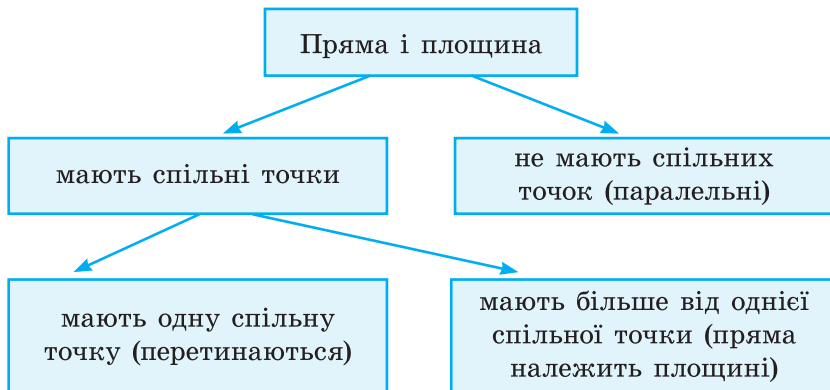 Пряма і площина
мають спільні точки
не мають спільних
точок (паралельні)
мають одну спільну
точку (перетинаються)
мають більше від однієї
спільної точки (пряма
належить площині)